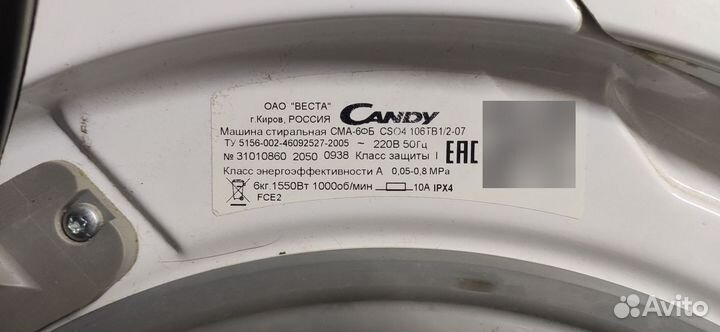 ОАО "ВЕСТА"
г.Киров, РОССИЯ
CANDY
Машина стиральная СМА-6ФБ CSO4 106TB1/2-07
ТУ 5156-002-46092527-2005 ~ 220В 50Гц
№ 31010860 2050 0938 Класс защиты I EAC
Класс энергоэффективности А 0,05-0,8 MPa
6кг.1550Вт 1000об/мин 10А IPX4
FCE2
Avito